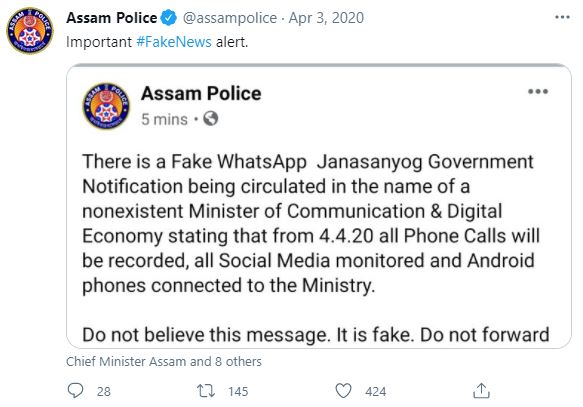 Assam Police @assampolice · Apr 3, 2020
Important #FakeNews alert.
Assam Police
5 mins ·
There is a Fake WhatsApp Janasanyog Government
Notification being circulated in the name of a
nonexistent Minister of Communication & Digital
Economy stating that from 4.4.20 all Phone Calls will
be recorded, all Social Media monitored and Android
phones connected to the Ministry.
Do not believe this message. It is fake. Do not forward
Chief Minister Assam and 8 others
28 145 424